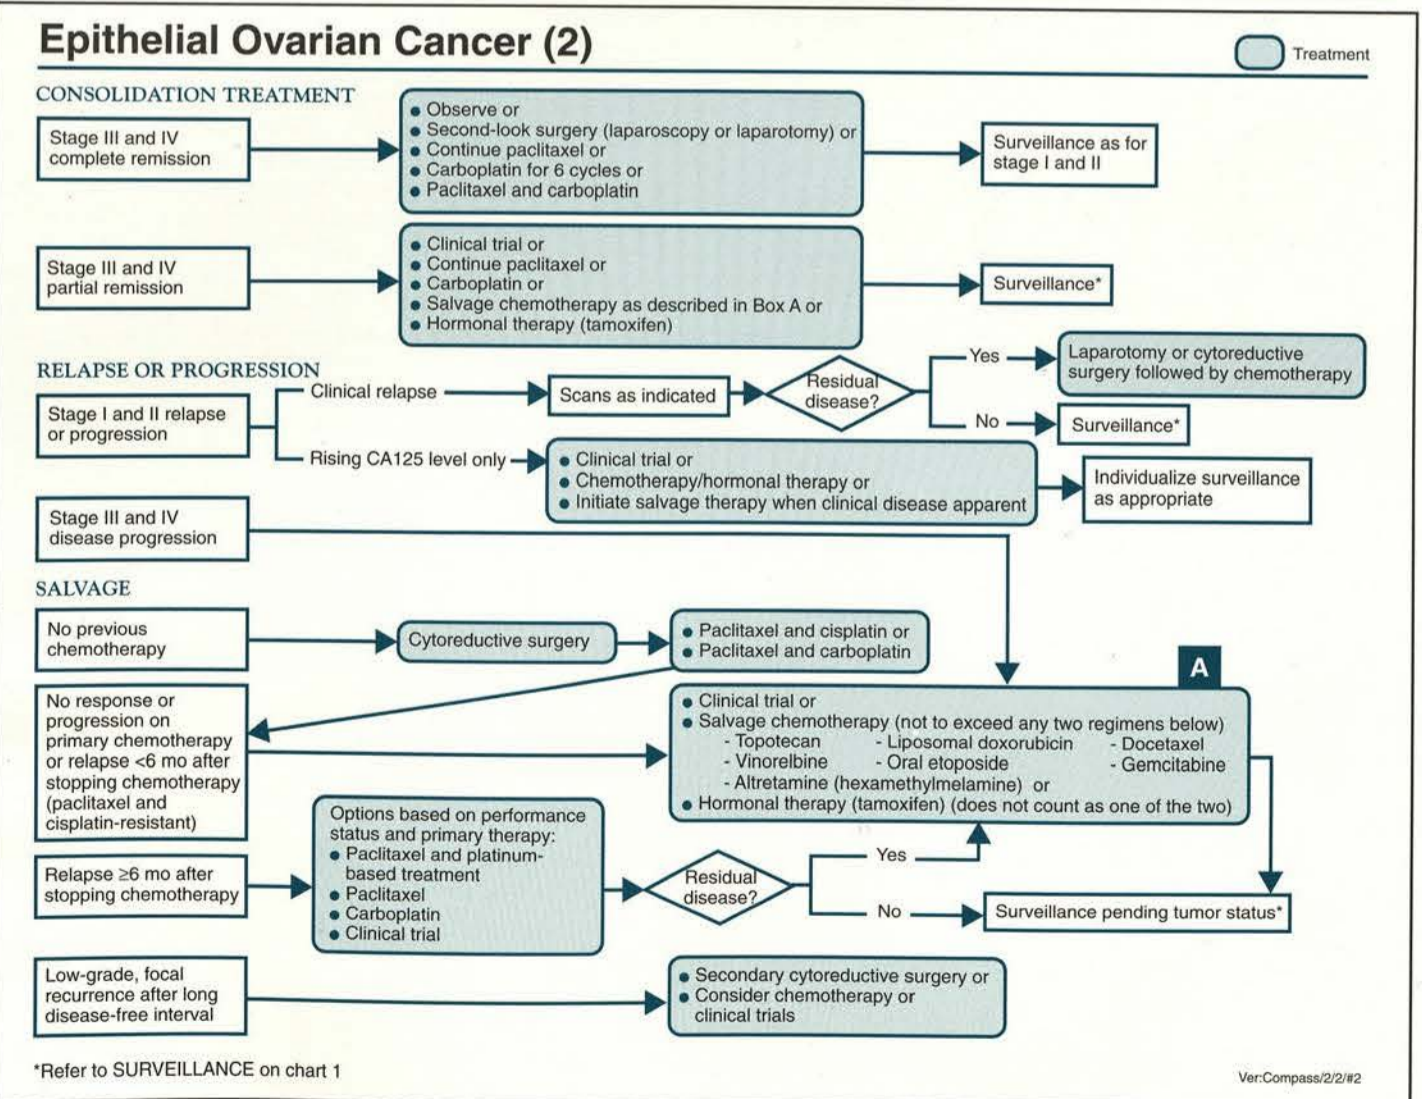 Epithelial Ovarian Cancer (2)
Treatment
CONSOLIDATION TREATMENT
Stage III and IV
complete remission
● Observe or
● Second-look surgery (laparoscopy or laparotomy) or
● Continue paclitaxel or
● Carboplatin for 6 cycles or
● Paclitaxel and carboplatin
Surveillance as for
stage I and II
Stage III and IV
partial remission
● Clinical trial or
● Continue paclitaxel or
● Carboplatin or
● Salvage chemotherapy as described in Box A or
● Hormonal therapy (tamoxifen)
Surveillance*
RELAPSE OR PROGRESSION
Stage I and II relapse
or progression
Clinical relapse
Scans as indicated
Residual
disease?
Yes
Laparotomy or cytoreductive
surgery followed by chemotherapy
No
Surveillance*
Rising CA125 level only
● Clinical trial or
● Chemotherapy/hormonal therapy or
● Initiate salvage therapy when clinical disease apparent
Individualize surveillance
as appropriate
Stage III and IV
disease progression
SALVAGE
No previous
chemotherapy
Cytoreductive surgery
● Paclitaxel and cisplatin or
● Paclitaxel and carboplatin
No response or
progression on
primary chemotherapy
or relapse <6 mo after
stopping chemotherapy
(paclitaxel and
cisplatin-resistant)
A
● Clinical trial or
● Salvage chemotherapy (not to exceed any two regimens below)
- Topotecan - Liposomal doxorubicin - Docetaxel
- Vinorelbine - Oral etoposide - Gemcitabine
- Altretamine (hexamethylmelamine) or
● Hormonal therapy (tamoxifen) (does not count as one of the two)
Relapse ≥6 mo after
stopping chemotherapy
Options based on performance
status and primary therapy:
● Paclitaxel and platinum-
based treatment
● Paclitaxel
● Carboplatin
● Clinical trial
Residual
disease?
Yes
No
Surveillance pending tumor status*
Low-grade, focal
recurrence after long
disease-free interval
● Secondary cytoreductive surgery or
● Consider chemotherapy or
clinical trials
*Refer to SURVEILLANCE on chart 1
Ver:Compass/2/2/#2